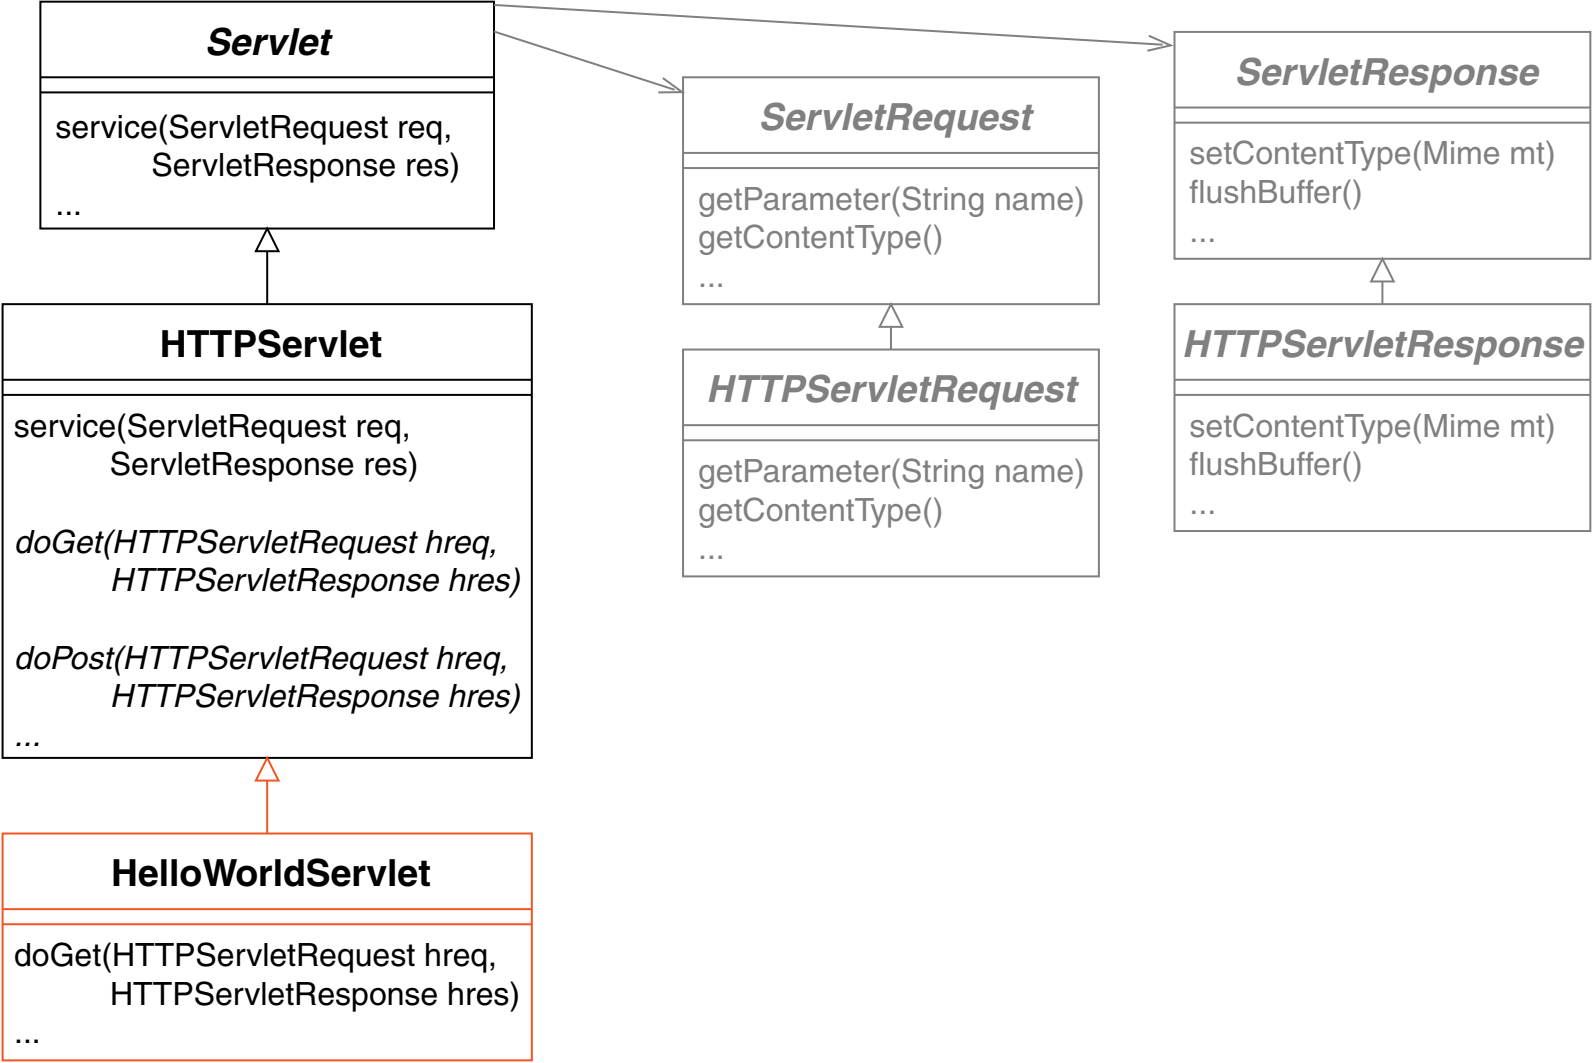 Servlet
service(ServletRequest req,
ServletResponse res)
...
HTTPServlet
service(ServletRequest req,
ServletResponse res)
doGet(HTTPServletRequest hreq,
HTTPServletResponse hres)
doPost(HTTPServletRequest hreq,
HTTPServletResponse hres)
...
HelloWorldServlet
doGet(HTTPServletRequest hreq,
HTTPServletResponse hres)
...
ServletRequest
getParameter(String name)
getContentType()
...
HTTPServletRequest
getParameter(String name)
getContentType()
...
ServletResponse
setContentType(Mime mt)
flushBuffer()
...
HTTPServletResponse
setContentType(Mime mt)
flushBuffer()
...